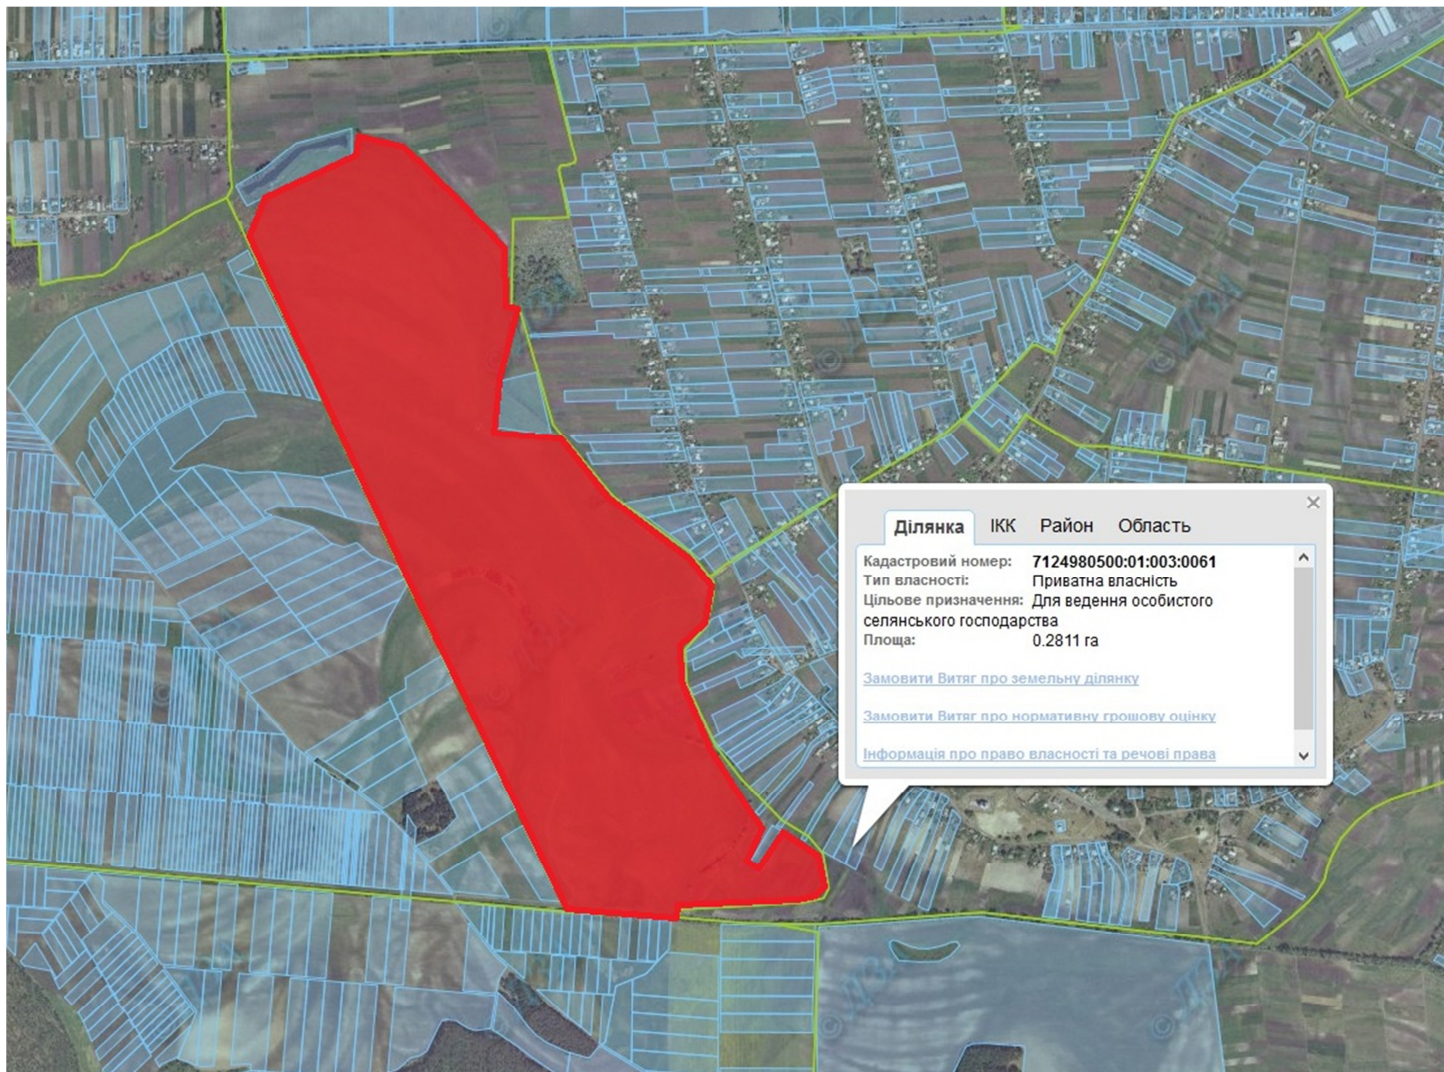 Ділянка ІКК Район Область
Кадастровий номер: 7124980500:01:003:0061
Тип власності: Приватна власність
Цільове призначення: Для ведення особистого
селянського господарства
Площа: 0.2811 га
Замовити Витяг про земельну ділянку
Замовити Витяг про нормативну грошову оцінку
Інформація про право власності та речові права